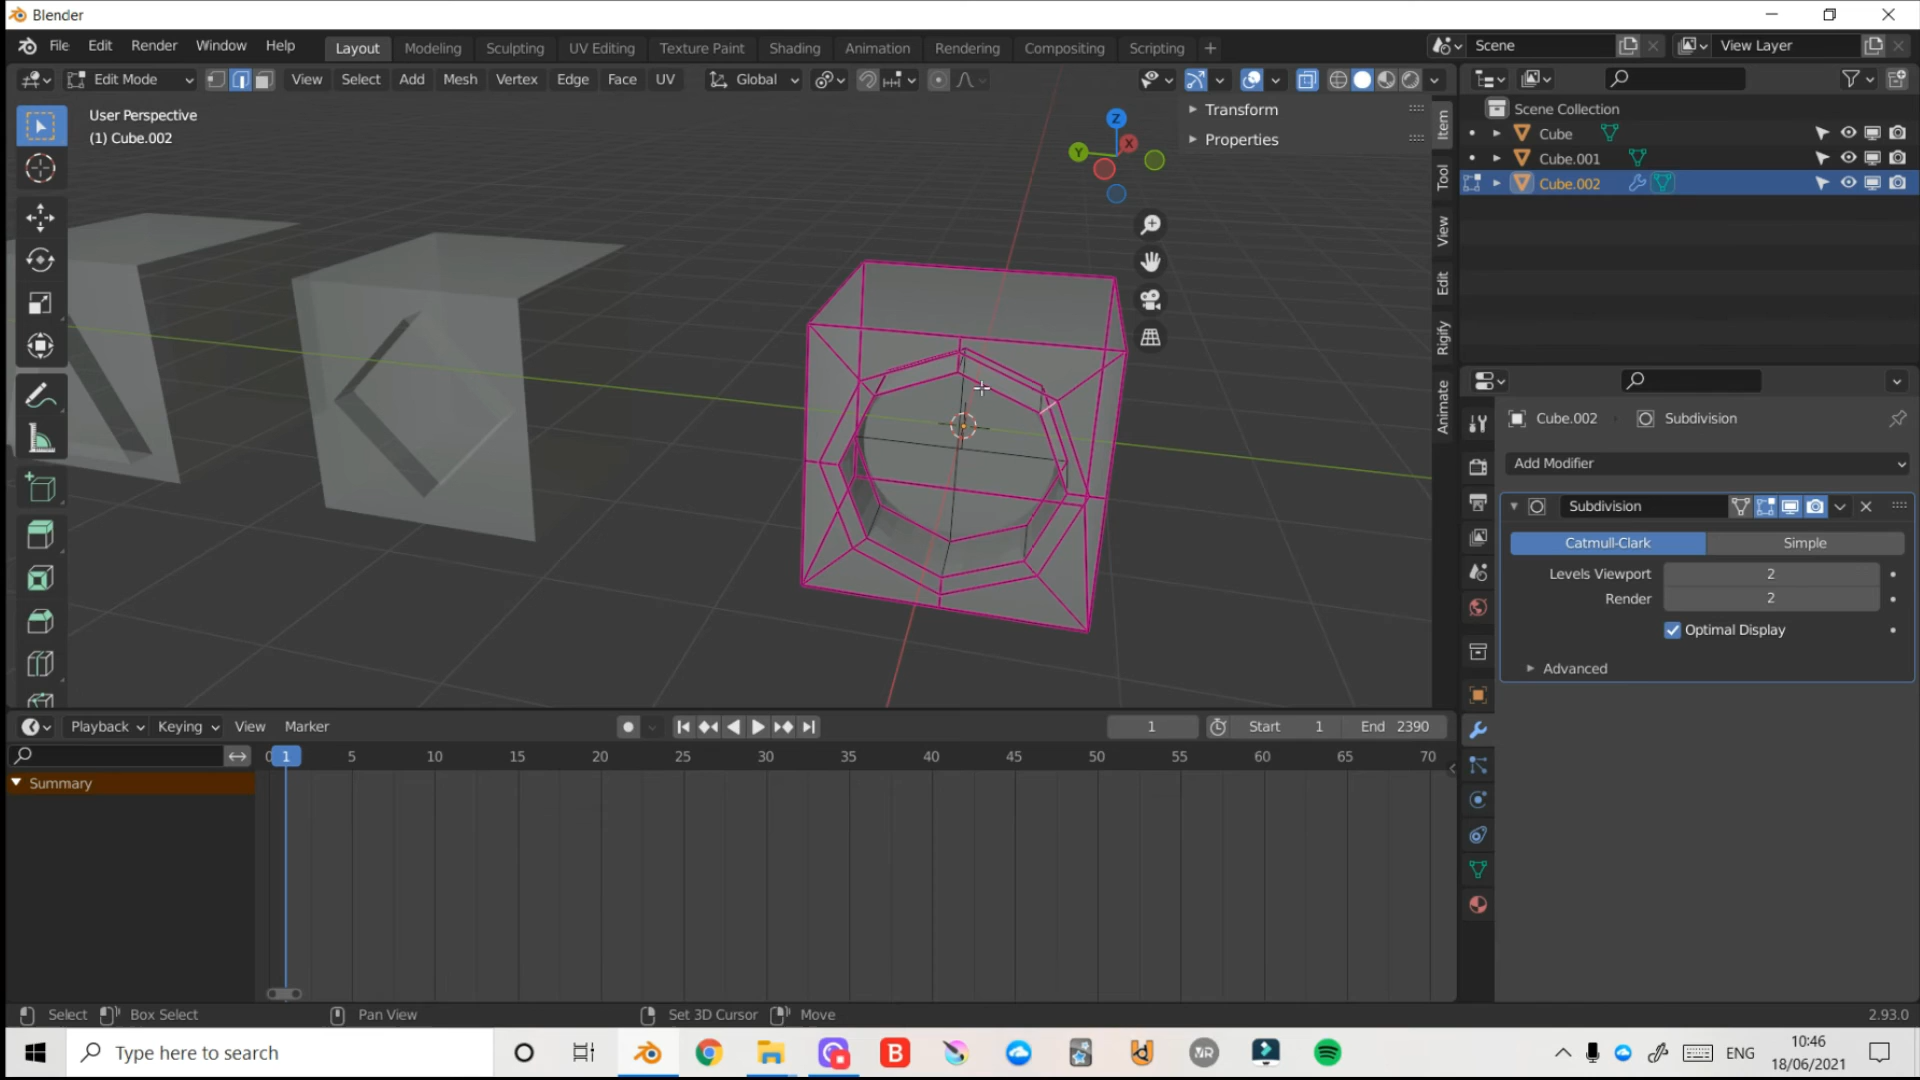 Blender
File Edit Render Window Help Layout Modeling Sculpting UV Editing Texture Paint Shading Animation Rendering Compositing Scripting Scene View Layer
Edit Mode View Select Add Mesh Vertex Edge Face UV Global
User Perspective
(1) Cube.002
Z
Y
X
Transform
Properties
Item
Tool
View
Edit
Rigify
Animate
Scene Collection
Cube
Cube.001
Cube.002
Cube.002 Subdivision
Add Modifier
Subdivision
Catmull-Clark Simple
Levels Viewport 2
Render 2
Optimal Display
Advanced
Playback Keying View Marker 1 Start 1 End 2390
0 1 5 10 15 20 25 30 35 40 45 50 55 60 65 70
Summary
Select Box Select Pan View Set 3D Cursor Move 2.93.0
Type here to search B VR ENG 10:46
18/06/2021